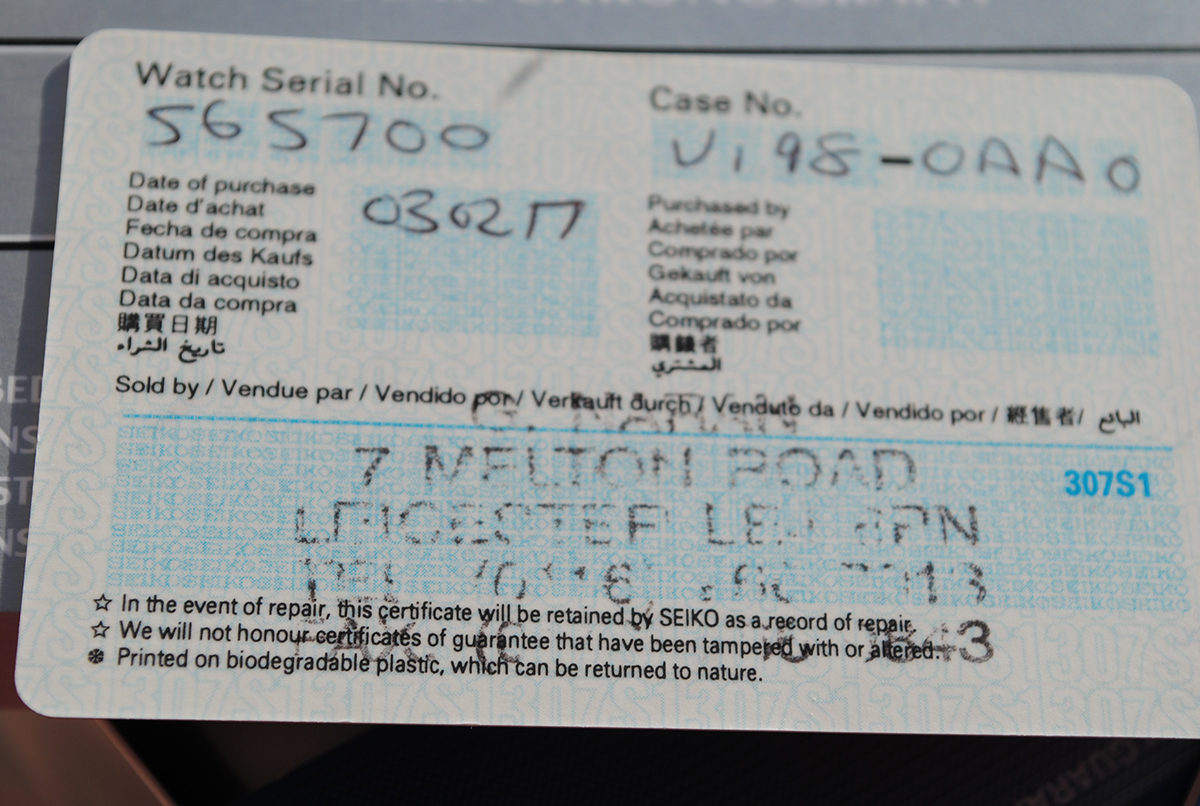 Watch Serial No.
565700
Case No.
V198-0AA0
Date of purchase
Date d'achat
Fecha de compra
Datum des Kaufs
Data di acquisto
Data da compra
購買日期
تاريخ الشراء
030217
Purchased by
Achetée par
Comprado por
Gekauft von
Acquistato da
Comprado por
購錶者
المشتري
Sold by / Vendue par / Vendido por / Verkauft durch / Venduto da / Vendido por / 經售者 / البائع
7 MELTON ROAD
307S1
LEICESTER
☆ In the event of repair, this certificate will be retained by SEIKO as a record of repair.
☆ We will not honour certificates of guarantee that have been tampered with or altered.
✽ Printed on biodegradable plastic, which can be returned to nature.